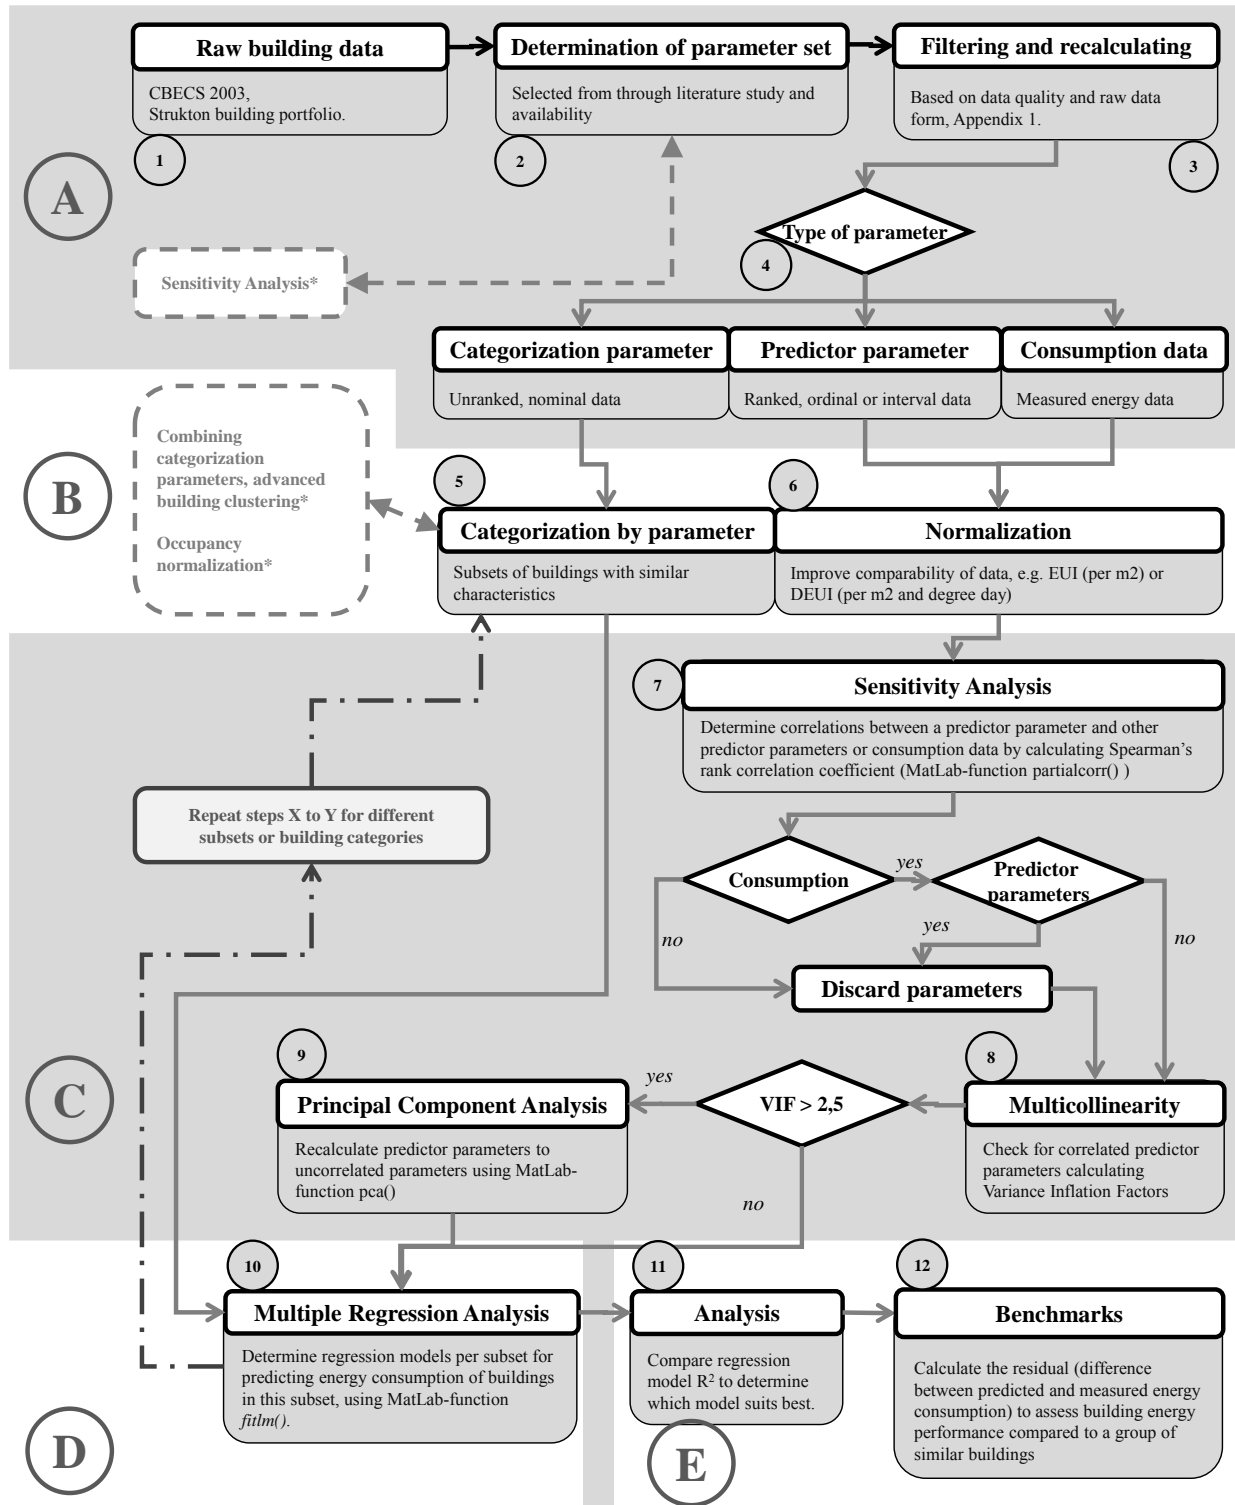 Raw building data
CBECS 2003,
Strukton building portfolio.
1
Determination of parameter set
Selected from through literature study and
availability
2
Filtering and recalculating
Based on data quality and raw data
form, Appendix 1.
3
A
Type of parameter
4
Sensitivity Analysis*
Categorization parameter
Unranked, nominal data
Predictor parameter
Ranked, ordinal or interval data
Consumption data
Measured energy data
B
Combining
categorization
parameters, advanced
building clustering*
Occupancy
normalization*
5
Categorization by parameter
Subsets of buildings with similar
characteristics
6
Normalization
Improve comparability of data, e.g. EUI (per m2) or
DEUI (per m2 and degree day)
7
Sensitivity Analysis
Determine correlations between a predictor parameter and other
predictor parameters or consumption data by calculating Spearman’s
rank correlation coefficient (MatLab-function partialcorr() )
Repeat steps X to Y for different
subsets or building categories
Consumption
yes
Predictor
parameters
no
yes
no
Discard parameters
C
8
Multicollinearity
Check for correlated predictor
parameters calculating
Variance Inflation Factors
VIF > 2,5
yes
no
9
Principal Component Analysis
Recalculate predictor parameters to
uncorrelated parameters using MatLab-
function pca()
10
Multiple Regression Analysis
Determine regression models per subset for
predicting energy consumption of buildings
in this subset, using MatLab-function
fitlm().
D
11
Analysis
Compare regression
model R² to determine
which model suits best.
E
12
Benchmarks
Calculate the residual (difference
between predicted and measured energy
consumption) to assess building energy
performance compared to a group of
similar buildings